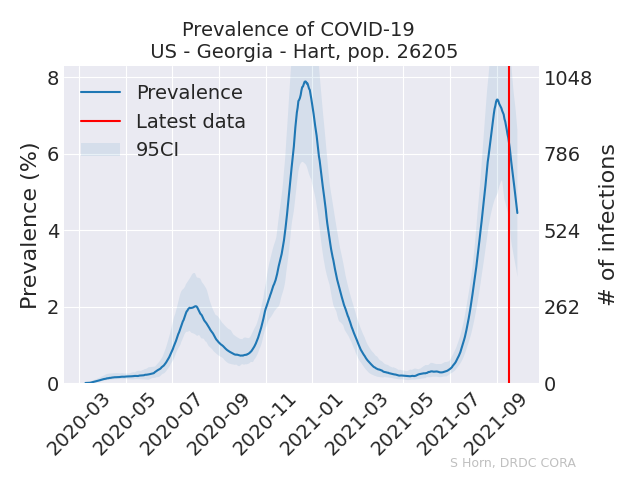 Prevalence of COVID-19
US - Georgia - Hart, pop. 26205
Prevalence
Latest data
95CI
Prevalence (%)
8
6
4
2
0
# of infections
1048
786
524
262
0
2020-03
2020-05
2020-07
2020-09
2020-11
2021-01
2021-03
2021-05
2021-07
2021-09
S Horn, DRDC CORA